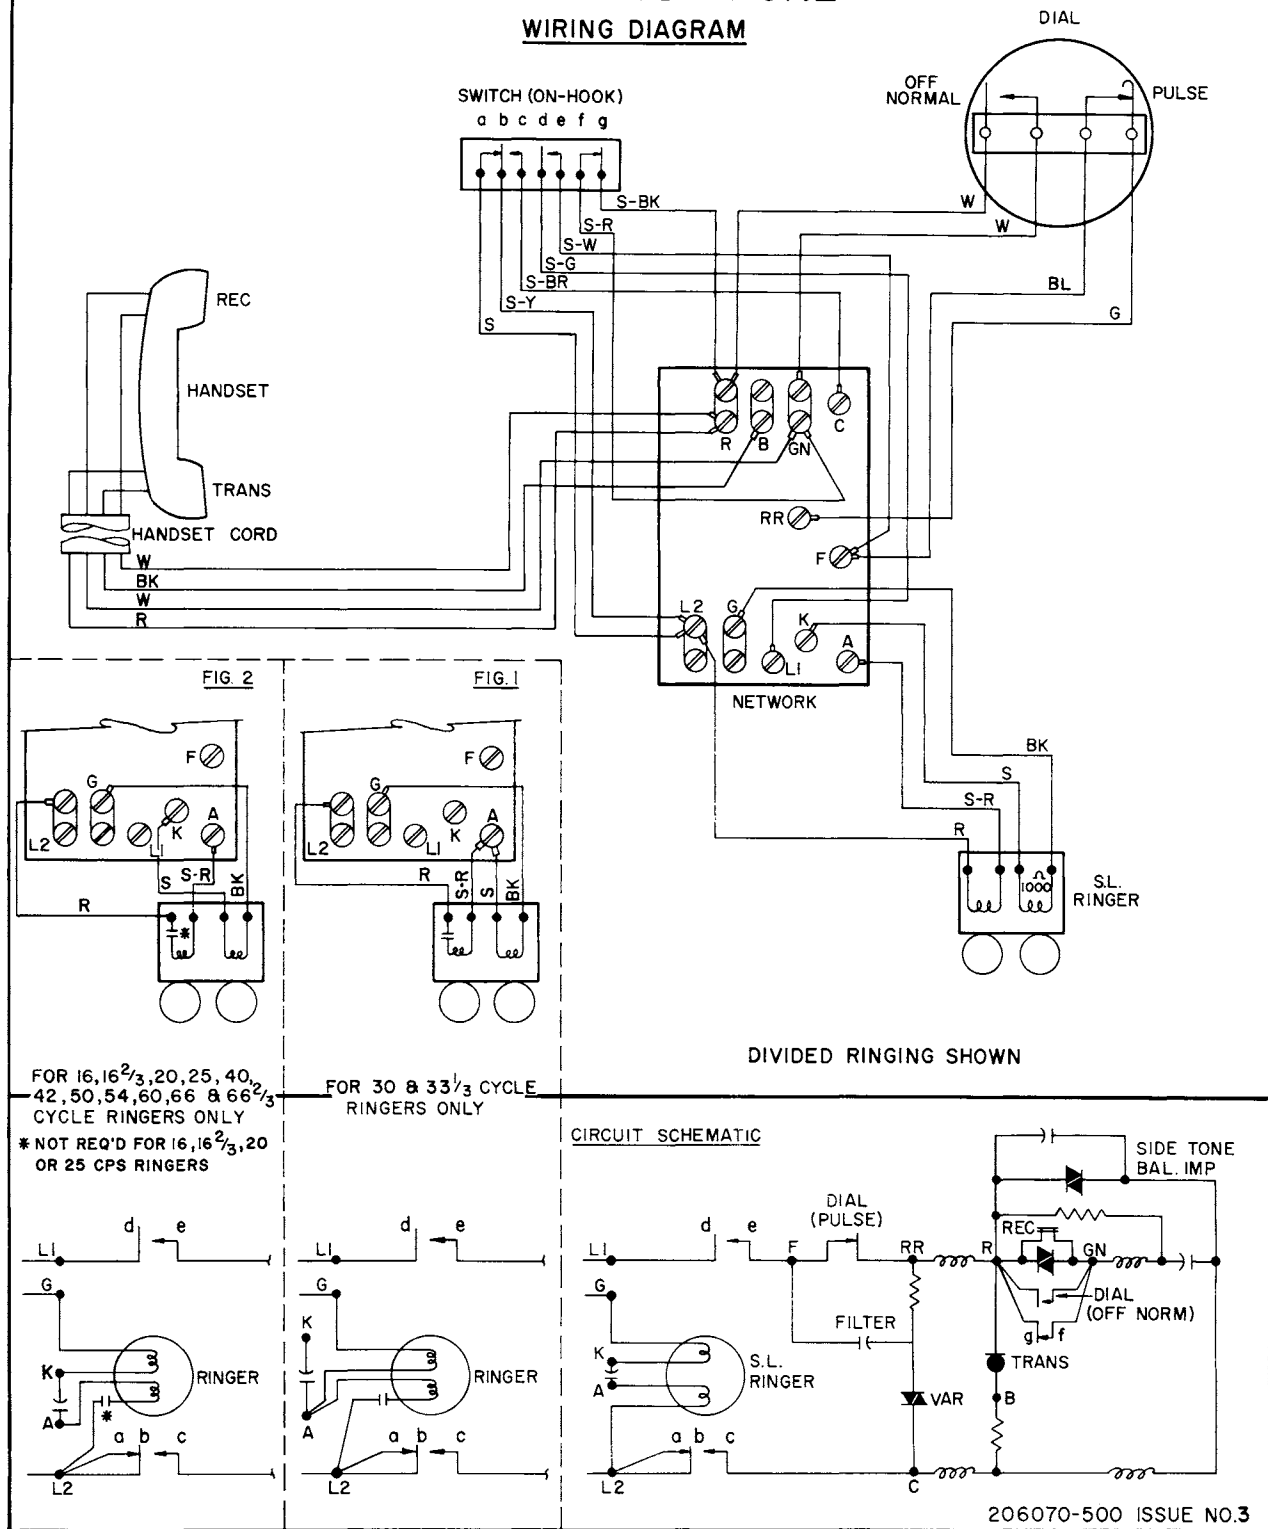 WIRING DIAGRAM
DIAL
OFF
NORMAL
PULSE
SWITCH (ON-HOOK)
a b c d e f g
S-BK
S-R
S-W
S-G
S-BR
S-Y
S
W
W
BL
G
REC
HANDSET
TRANS
HANDSET CORD
W
BK
W
R
R
B
GN
C
RR
F
L2
G
K
L1
A
NETWORK
BK
S
S-R
R
Ω
1000
S.L.
RINGER
FIG. 2
F
G
K
A
L2
L1
S
S-R
BK
R
*
FIG. 1
F
G
K
A
L2
L1
R
S-R
S
BK
DIVIDED RINGING SHOWN
FOR 16,16 2/3,20,25,40,
42,50,54,60,66 & 66 2/3
CYCLE RINGERS ONLY
* NOT REQ'D FOR 16,16 2/3,20
OR 25 CPS RINGERS
FOR 30 & 33 1/3 CYCLE
RINGERS ONLY
CIRCUIT SCHEMATIC
d e
L1
G
K
A
RINGER
*
a b c
L2
d e
L1
G
K
A
RINGER
a b c
L2
d e
L1
G
K
A
S.L.
RINGER
a b c
L2
F
DIAL
(PULSE)
RR
FILTER
VAR
C
R
REC
GN
SIDE TONE
BAL. IMP
DIAL
(OFF NORM)
g f
TRANS
B
206070-500 ISSUE NO.3